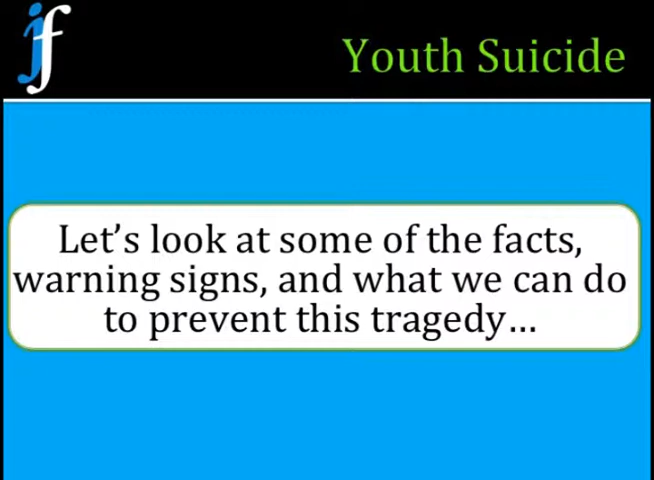 jf
Youth Suicide
Let's look at some of the facts,
warning signs, and what we can do
to prevent this tragedy...